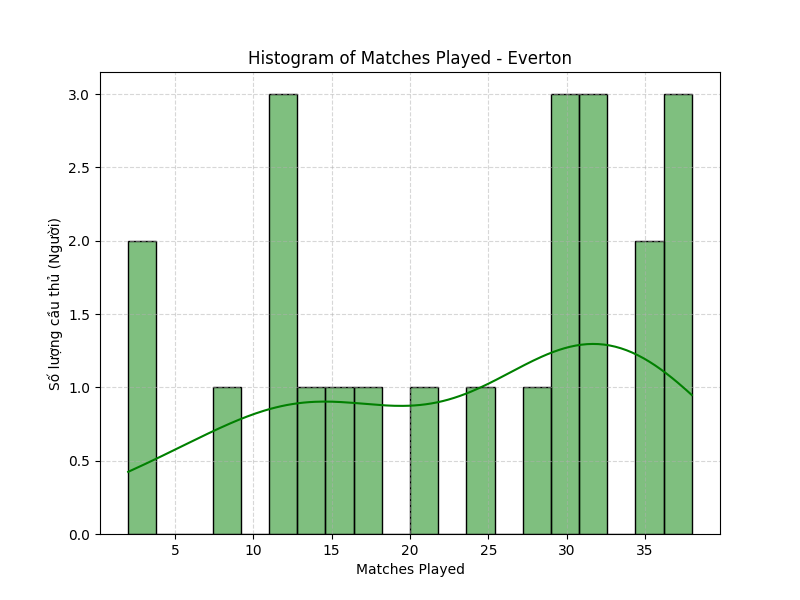 Histogram of Matches Played - Everton
Số lượng cầu thủ (Người)
3.0
2.5
2.0
1.5
1.0
0.5
0.0
5 10 15 20 25 30 35
Matches Played